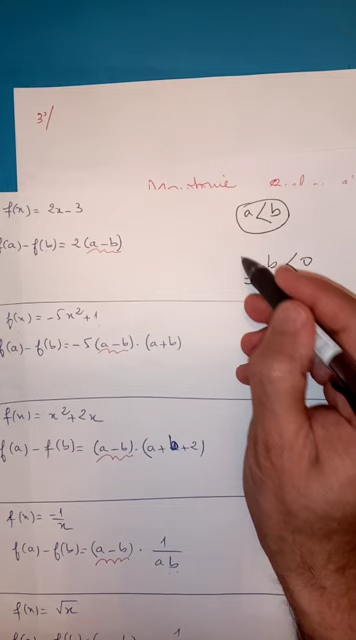 3°/
f(x) = 2x-3
a<b
f(a) - f(b) = 2(a-b)
b < 0
f(x) = -5x²+1
f(a) - f(b) = -5(a-b)·(a+b)
f(x) = x²+2x
f(a) - f(b) = (a-b)·(a+b+2)
f(x) = -1/x
f(a) - f(b) = (a-b)· 1/ab
f(x) = √x